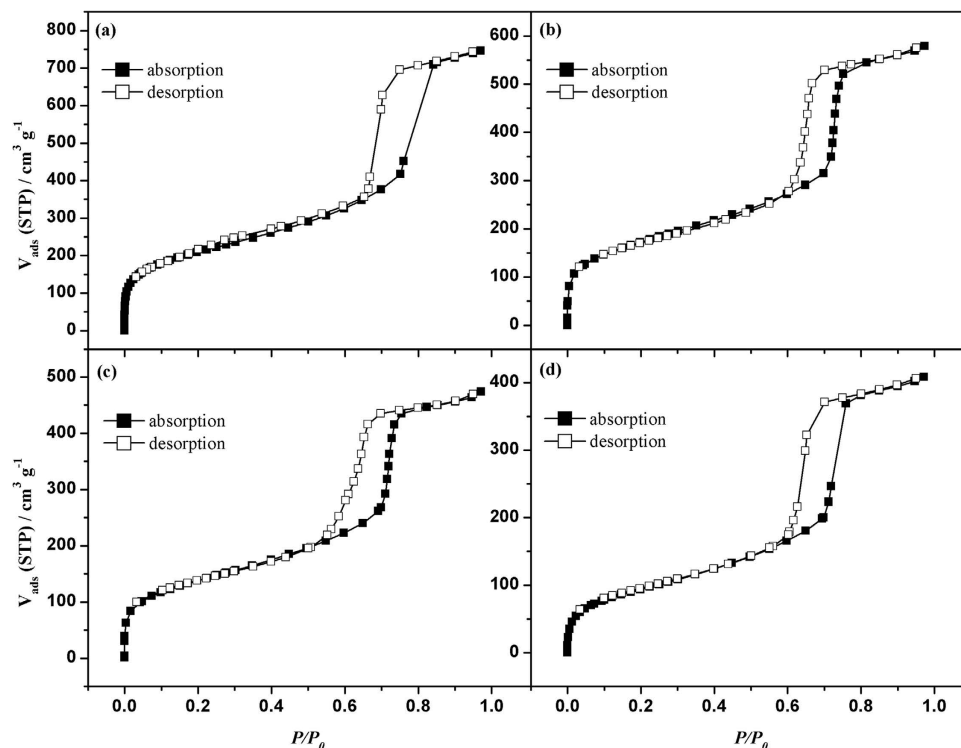 (a)
absorption
desorption
800
700
600
500
400
300
200
100
0
(b)
absorption
desorption
600
500
400
300
200
100
0
V_ads (STP) / cm³ g⁻¹
(c)
absorption
desorption
500
400
300
200
100
0
0.0 0.2 0.4 0.6 0.8 1.0
P/P₀
(d)
absorption
desorption
400
300
200
100
0
0.0 0.2 0.4 0.6 0.8 1.0
P/P₀
V_ads (STP) / cm³ g⁻¹